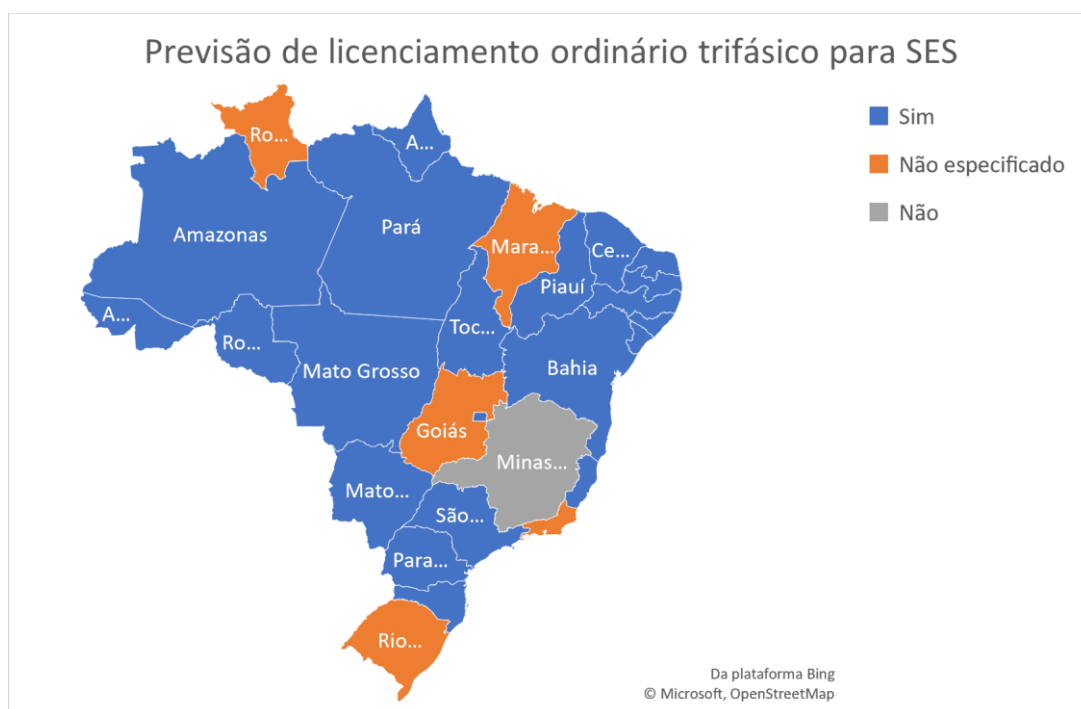 Previsão de licenciamento ordinário trifásico para SES
Sim
Não especificado
Não
Ro...
A...
Amazonas
Pará
Mara...
Ce...
Piauí
A...
Ro...
Toc...
Mato Grosso
Bahia
Goiás
Minas...
Mato...
São...
Para...
Rio...
Da plataforma Bing
© Microsoft, OpenStreetMap